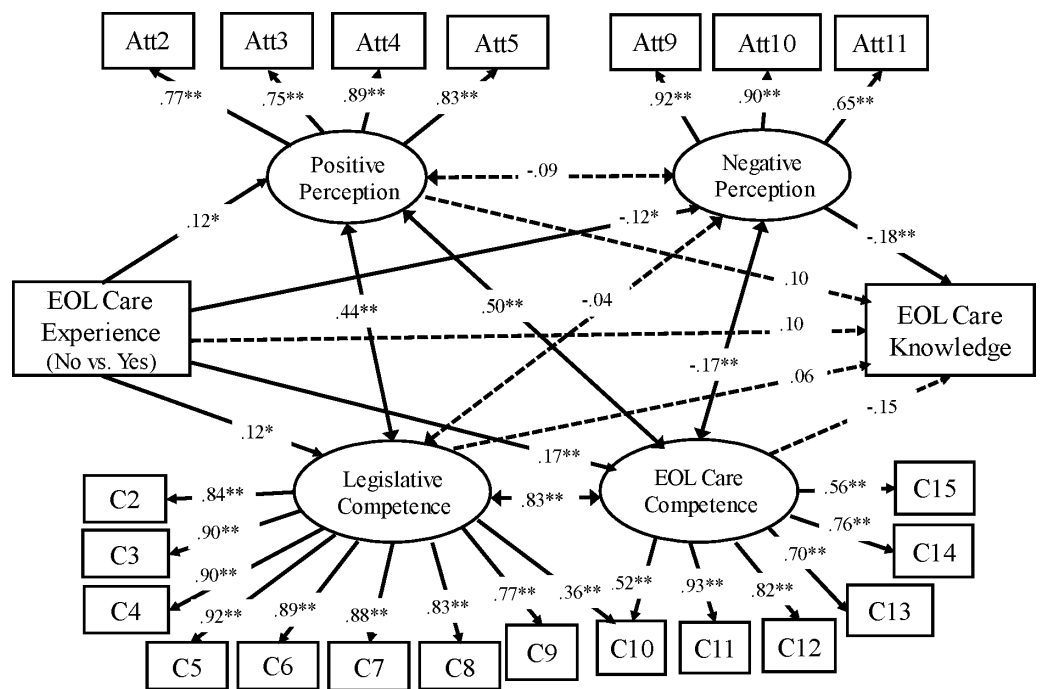 Att2
Att3
Att4
Att5
Att9
Att10
Att11
.77**
.75**
.89**
.83**
.92**
.90**
.65**
Positive
Perception
Negative
Perception
-.09
.12*
-.12*
-.18**
.10
EOL Care
Experience
(No vs. Yes)
.44**
.50**
-.04
.10
EOL Care
Knowledge
-.17**
.06
-.15
.12*
.17**
Legislative
Competence
EOL Care
Competence
.83**
C2
.84**
.56**
C15
C3
.90**
.76**
C14
C4
.90**
.92**
.89**
.88**
.83**
.77**
.36**
.52**
.93**
.82**
.70**
C13
C5
C6
C7
C8
C9
C10
C11
C12